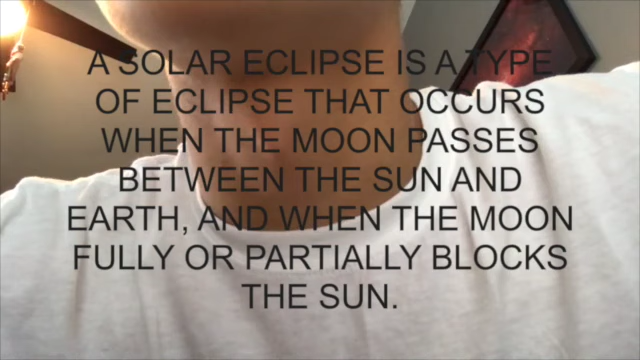 A SOLAR ECLIPSE IS A TYPE
OF ECLIPSE THAT OCCURS
WHEN THE MOON PASSES
BETWEEN THE SUN AND
EARTH, AND WHEN THE MOON
FULLY OR PARTIALLY BLOCKS
THE SUN.